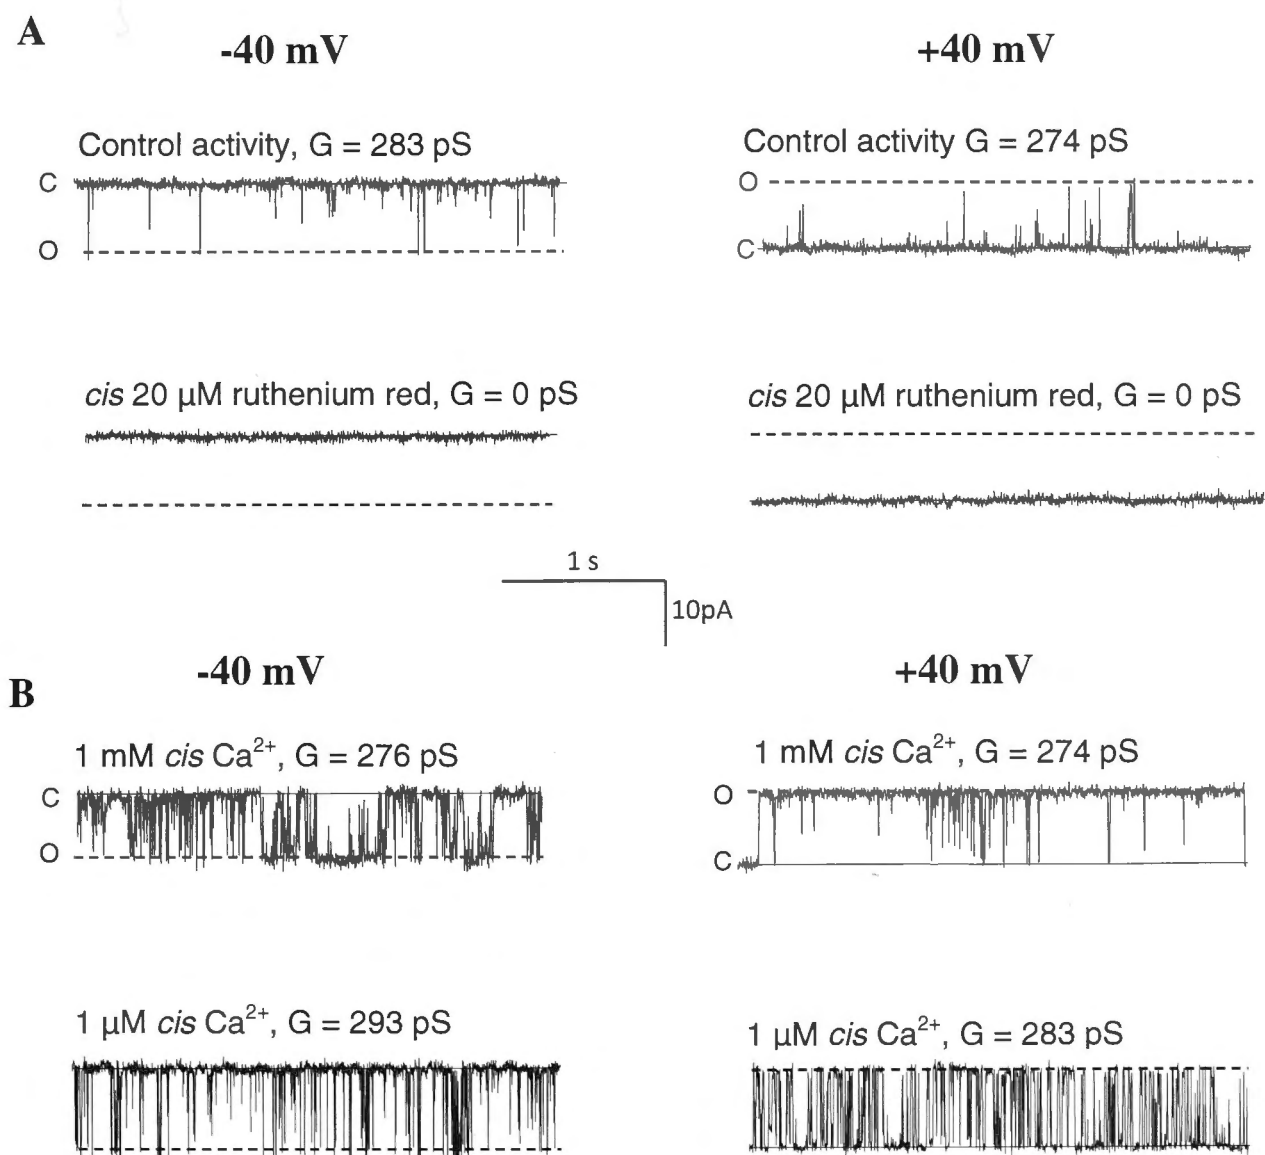 A
-40 mV
+40 mV
Control activity, G = 283 pS
Control activity G = 274 pS
C
O
O
C
cis 20 µM ruthenium red, G = 0 pS
cis 20 µM ruthenium red, G = 0 pS
1 s
10pA
B
-40 mV
+40 mV
1 mM cis Ca²⁺, G = 276 pS
1 mM cis Ca²⁺, G = 274 pS
C
O
O
C
1 µM cis Ca²⁺, G = 293 pS
1 µM cis Ca²⁺, G = 283 pS